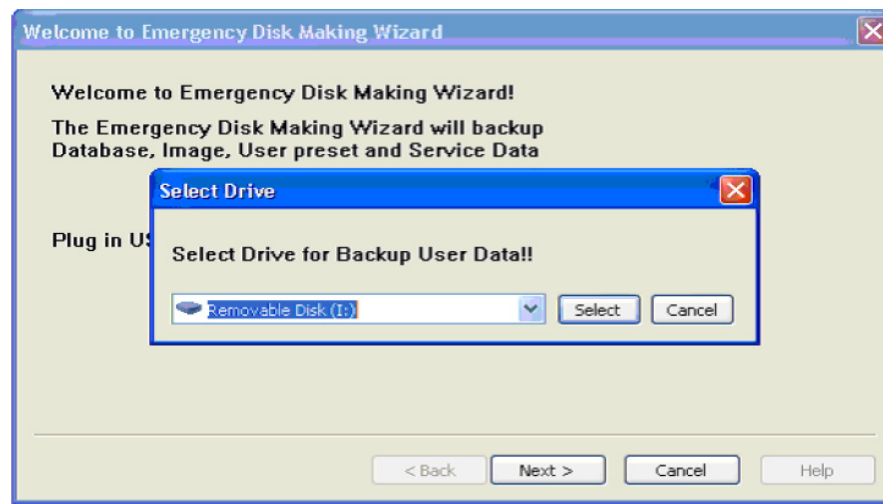 Welcome to Emergency Disk Making Wizard
Welcome to Emergency Disk Making Wizard!
The Emergency Disk Making Wizard will backup
Database, Image, User preset and Service Data
Select Drive
Plug in
Select Drive for Backup User Data!!
Removable Disk (I:)
Select
Cancel
< Back
Next >
Cancel
Help